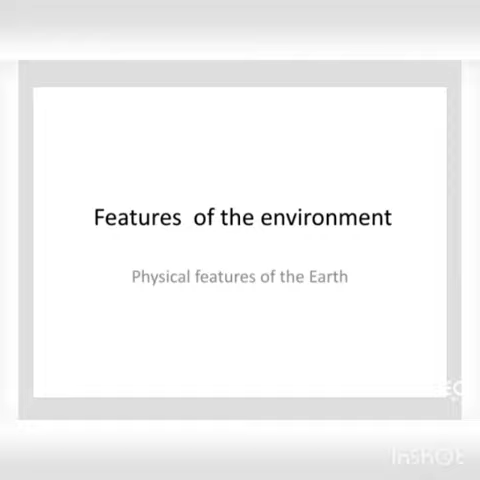 Features  of the environment
Physical features of the Earth
InShOt